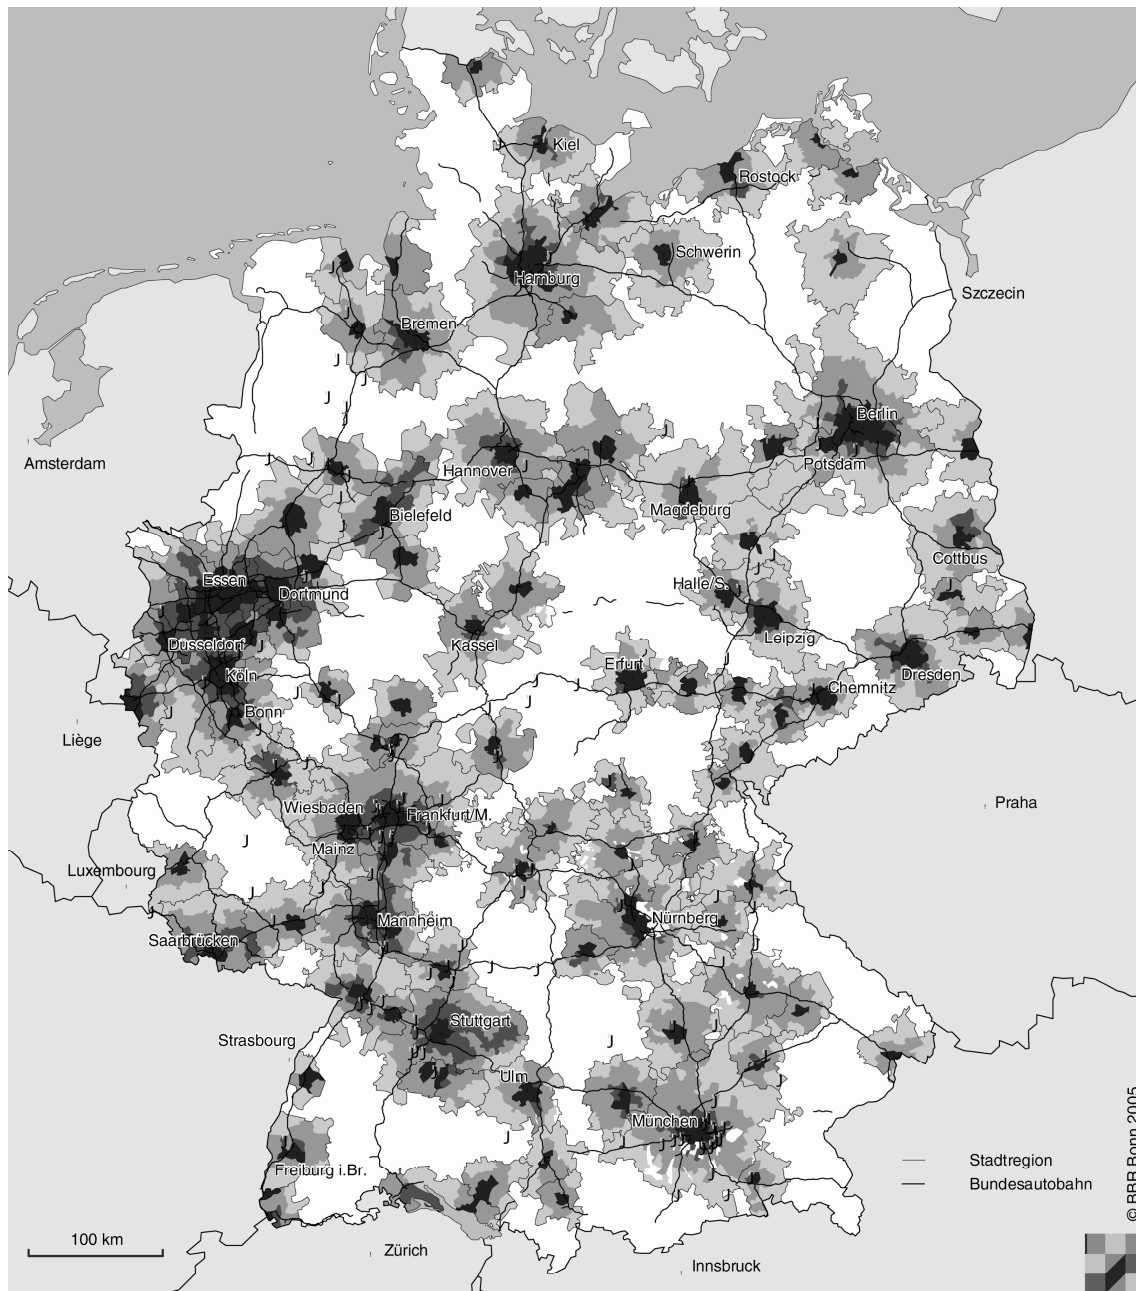 Kiel
Rostock
Schwerin
Hamburg
Szczecin
Bremen
Berlin
Amsterdam
Hannover
Potsdam
Magdeburg
Bielefeld
Cottbus
Essen
Dortmund
Halle/S.
Leipzig
Düsseldorf
Kassel
Erfurt
Köln
Dresden
Chemnitz
Bonn
Liège
Praha
Wiesbaden
Frankfurt/M.
Mainz
Luxembourg
Mannheim
Nürnberg
Saarbrücken
Stuttgart
Strasbourg
Ulm
München
Freiburg i.Br.
Stadtregion
Bundesautobahn
© BBR Bonn 2005
100 km
Zürich
Innsbruck